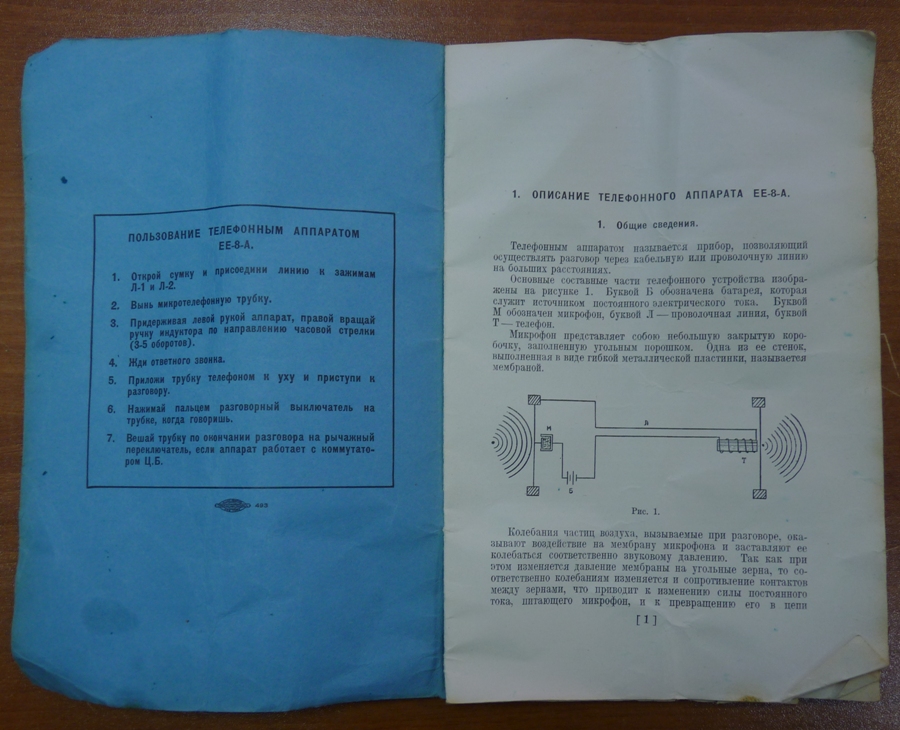 ПОЛЬЗОВАНИЕ ТЕЛЕФОННЫМ АППАРАТОМ
ЕЕ-8-А.
1. Открой сумку и присоедини линию к зажимам
Л-1 и Л-2.
2. Вынь микротелефонную трубку.
3. Придерживая левой рукой аппарат, правой вращай
ручку индуктора по направлению часовой стрелки
(3-5 оборотов).
4. Жди ответного звонка.
5. Приложи трубку телефоном к уху и приступи к
разговору.
6. Нажимай пальцем разговорный выключатель на
трубке, когда говоришь.
7. Вешай трубку по окончании разговора на рычажный
переключатель, если аппарат работает с коммутато-
ром Ц.Б.
1. ОПИСАНИЕ ТЕЛЕФОННОГО АППАРАТА ЕЕ-8-А.
1. Общие сведения.
Телефонным аппаратом называется прибор, позволяющий
осуществлять разговор через кабельную или проволочную линию
на больших расстояниях.
Основные составные части телефонного устройства изобра-
жены на рисунке 1. Буквой Б обозначена батарея, которая
служит источником постоянного электрического тока. Буквой
М обозначен микрофон, буквой Л — проволочная линия, буквой
Т — телефон.
Микрофон представляет собою небольшую закрытую коро-
бочку, заполненную угольным порошком. Одна из ее стенок,
выполненная в виде гибкой металлической пластинки, называется
мембраной.
М
Л
Т
Б
Рис. 1.
Колебания частиц воздуха, вызываемые при разговоре, ока-
зывают воздействие на мембрану микрофона и заставляют ее
колебаться соответственно звуковому давлению. Так как при
этом изменяется давление мембраны на угольные зерна, то со-
ответственно колебаниям изменяется и сопротивление контактов
между зернами, что приводит к изменению силы постоянного
тока, питающего микрофон, и к превращению его в цепи
[1]